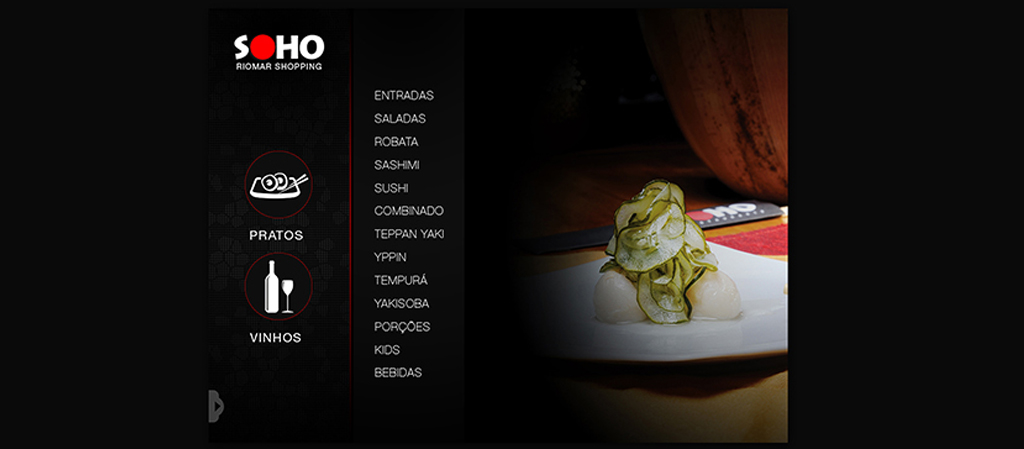 SOHO
RIOMAR SHOPPING
PRATOS
VINHOS
ENTRADAS
SALADAS
ROBATA
SASHIMI
SUSHI
COMBINADO
TEPPAN YAKI
YPPIN
TEMPURÁ
YAKISOBA
PORÇÕES
KIDS
BEBIDAS